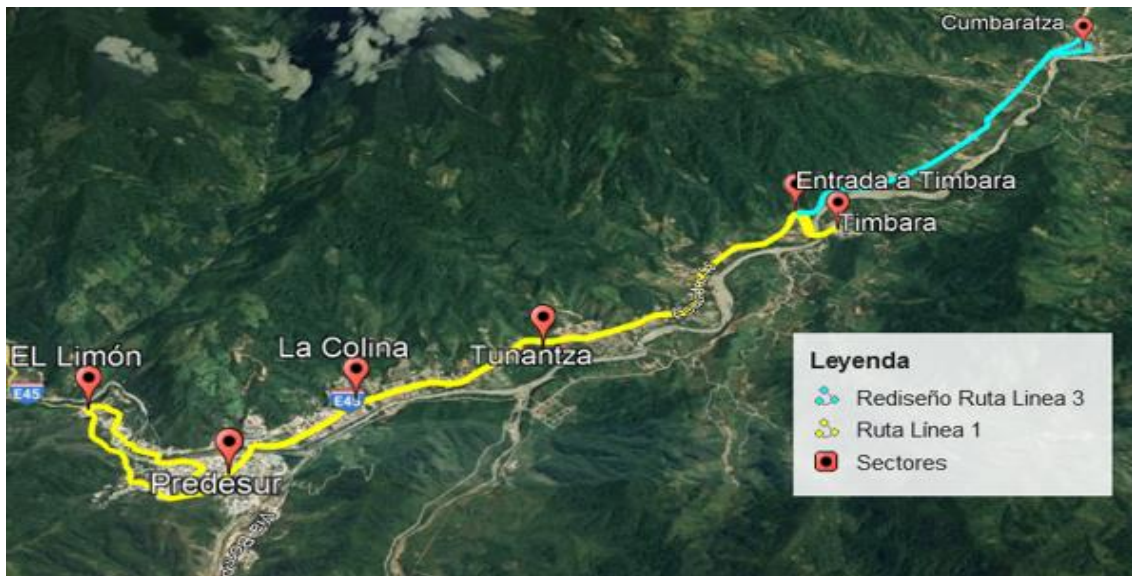 Cumbaratza
Entrada a Timbara
Timbara
La Colina
Tunantza
EL Limón
E45
E45
Predesur
Leyenda
Rediseño Ruta Linea 3
Ruta Línea 1
Sectores